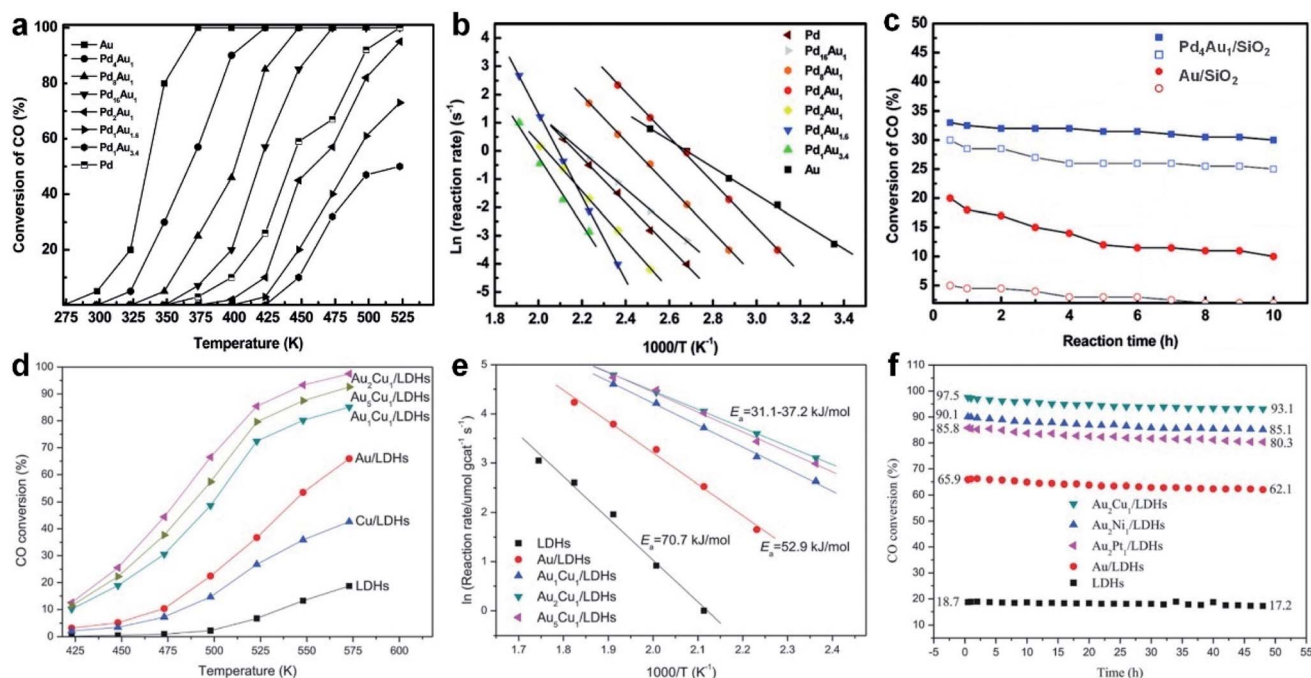 a
Conversion of CO (%)
100
80
60
40
20
Au
Pd4Au1
Pd8Au1
Pd16Au1
Pd2Au1
Pd1Au1.6
Pd1Au3.4
Pd
275 300 325 350 375 400 425 450 475 500 525
Temperature (K)
b
Ln (reaction rate) (s-1)
5
4
3
2
1
0
-1
-2
-3
-4
-5
Pd
Pd16Au1
Pd8Au1
Pd4Au1
Pd2Au1
Pd1Au1.6
Pd1Au3.4
Au
1.8 2.0 2.2 2.4 2.6 2.8 3.0 3.2 3.4
1000/T (K-1)
c
Conversion of CO (%)
45
40
35
30
25
20
15
10
5
Pd4Au1/SiO2
Au/SiO2
0 2 4 6 8 10
Reaction time (h)
d
CO conversion (%)
100
90
80
70
60
50
40
30
20
10
0
Au2Cu1/LDHs
Au5Cu1/LDHs
Au1Cu1/LDHs
Au/LDHs
Cu/LDHs
LDHs
425 450 475 500 525 550 575 600
Temperature (K)
e
ln (Reaction rate/umol gcat-1 s-1)
5
4
3
2
1
0
Ea=31.1-37.2 kJ/mol
Ea=70.7 kJ/mol
Ea=52.9 kJ/mol
LDHs
Au/LDHs
Au1Cu1/LDHs
Au2Cu1/LDHs
Au5Cu1/LDHs
1.7 1.8 1.9 2.0 2.1 2.2 2.3 2.4
1000/T (K-1)
f
CO conversion (%)
110
100
90
80
70
60
50
40
30
20
10
0
97.5 93.1
90.1 85.1
85.8 80.3
65.9 62.1
Au2Cu1/LDHs
Au2Ni1/LDHs
Au2Pt1/LDHs
Au/LDHs
LDHs
18.7 17.2
-5 0 5 10 15 20 25 30 35 40 45 50 55
Time (h)